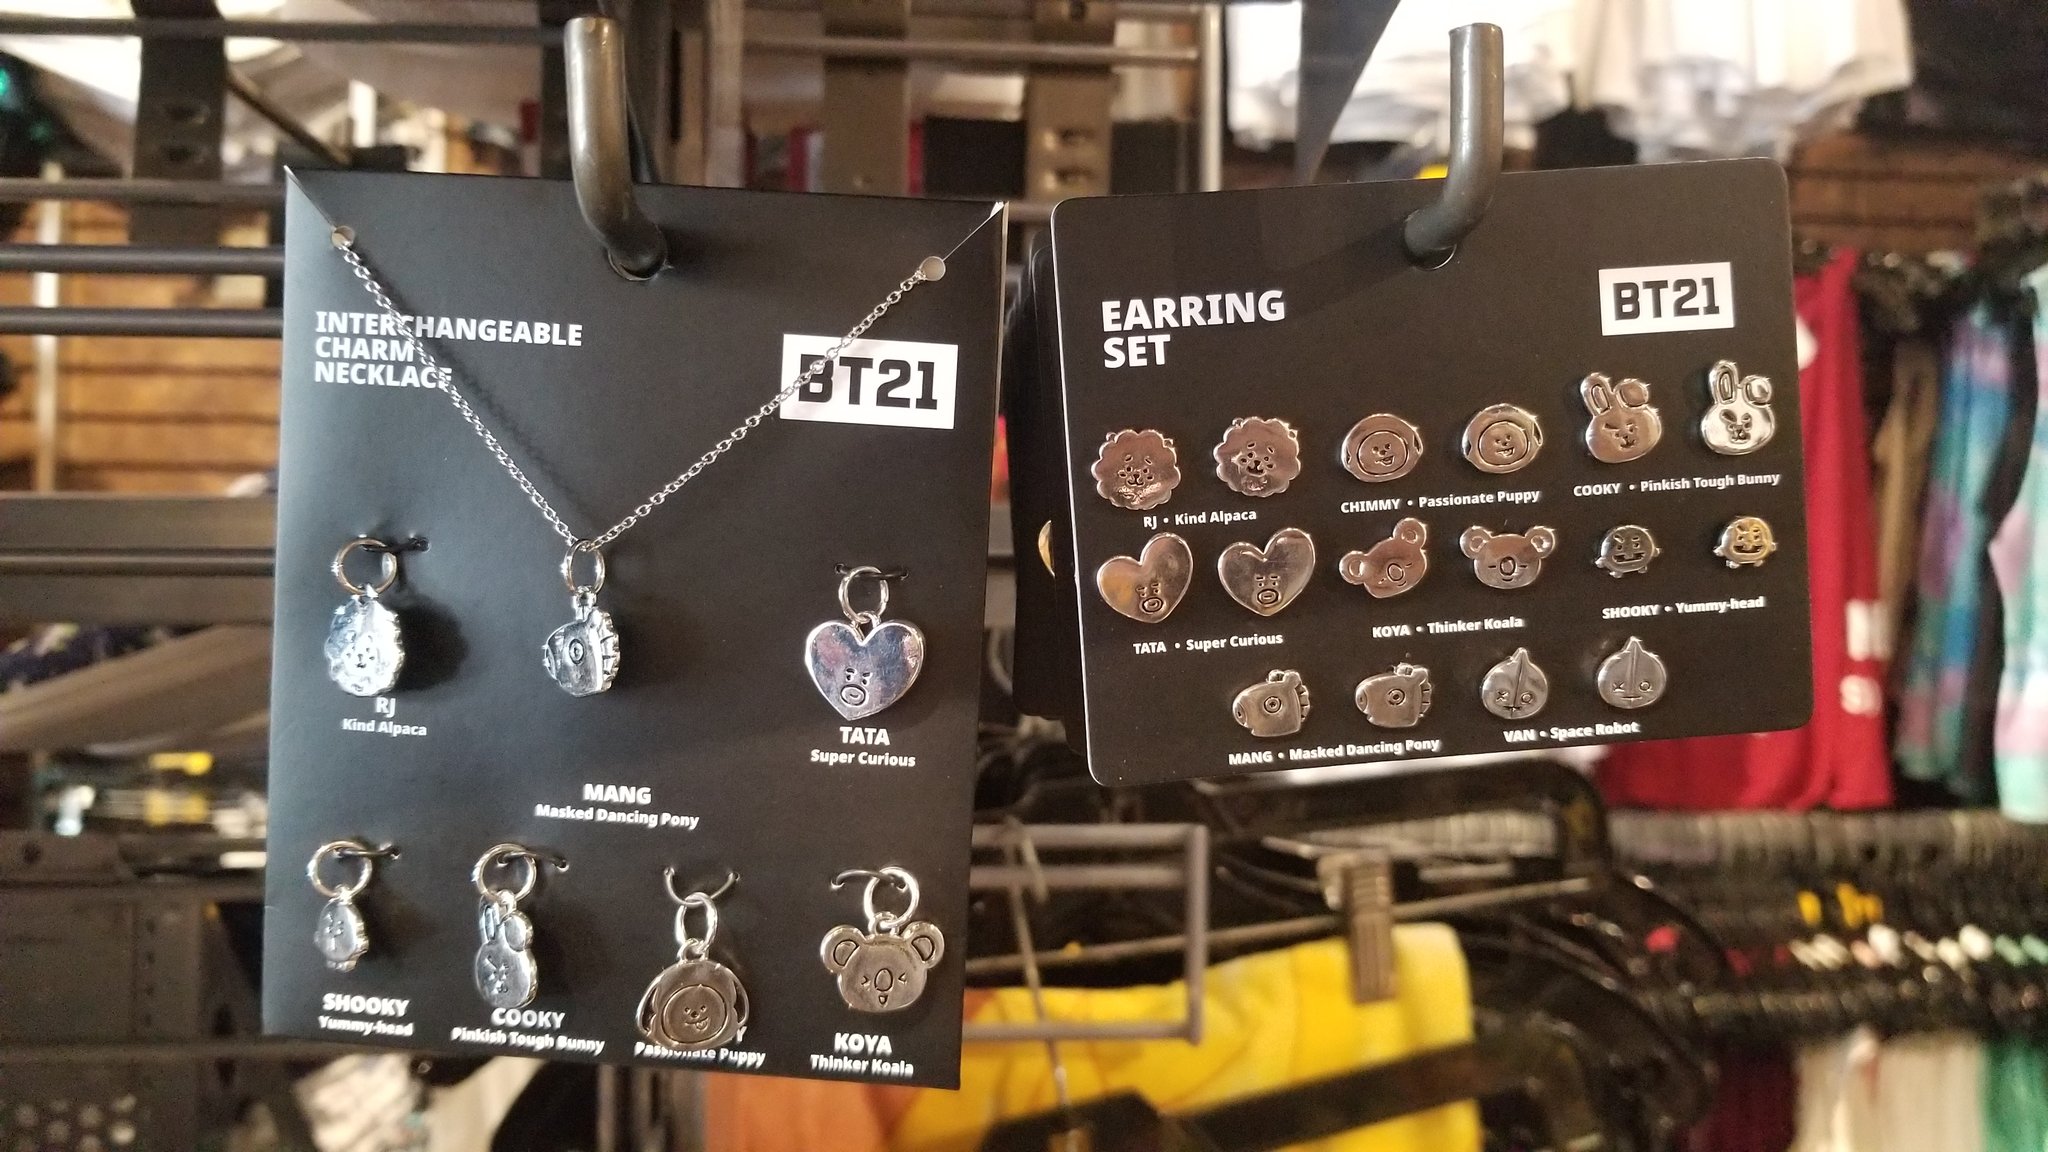 INTERCHANGEABLE
CHARM
NECKLACE
BT21
RJ
Kind Alpaca
TATA
Super Curious
MANG
Masked Dancing Pony
SHOOKY
Yummy-head
COOKY
Pinkish Tough Bunny
Passionate Puppy
KOYA
Thinker Koala
EARRING
SET
BT21
RJ • Kind Alpaca
CHIMMY • Passionate Puppy
COOKY • Pinkish Tough Bunny
TATA • Super Curious
KOYA • Thinker Koala
SHOOKY • Yummy-head
MANG • Masked Dancing Pony
VAN • Space Robot